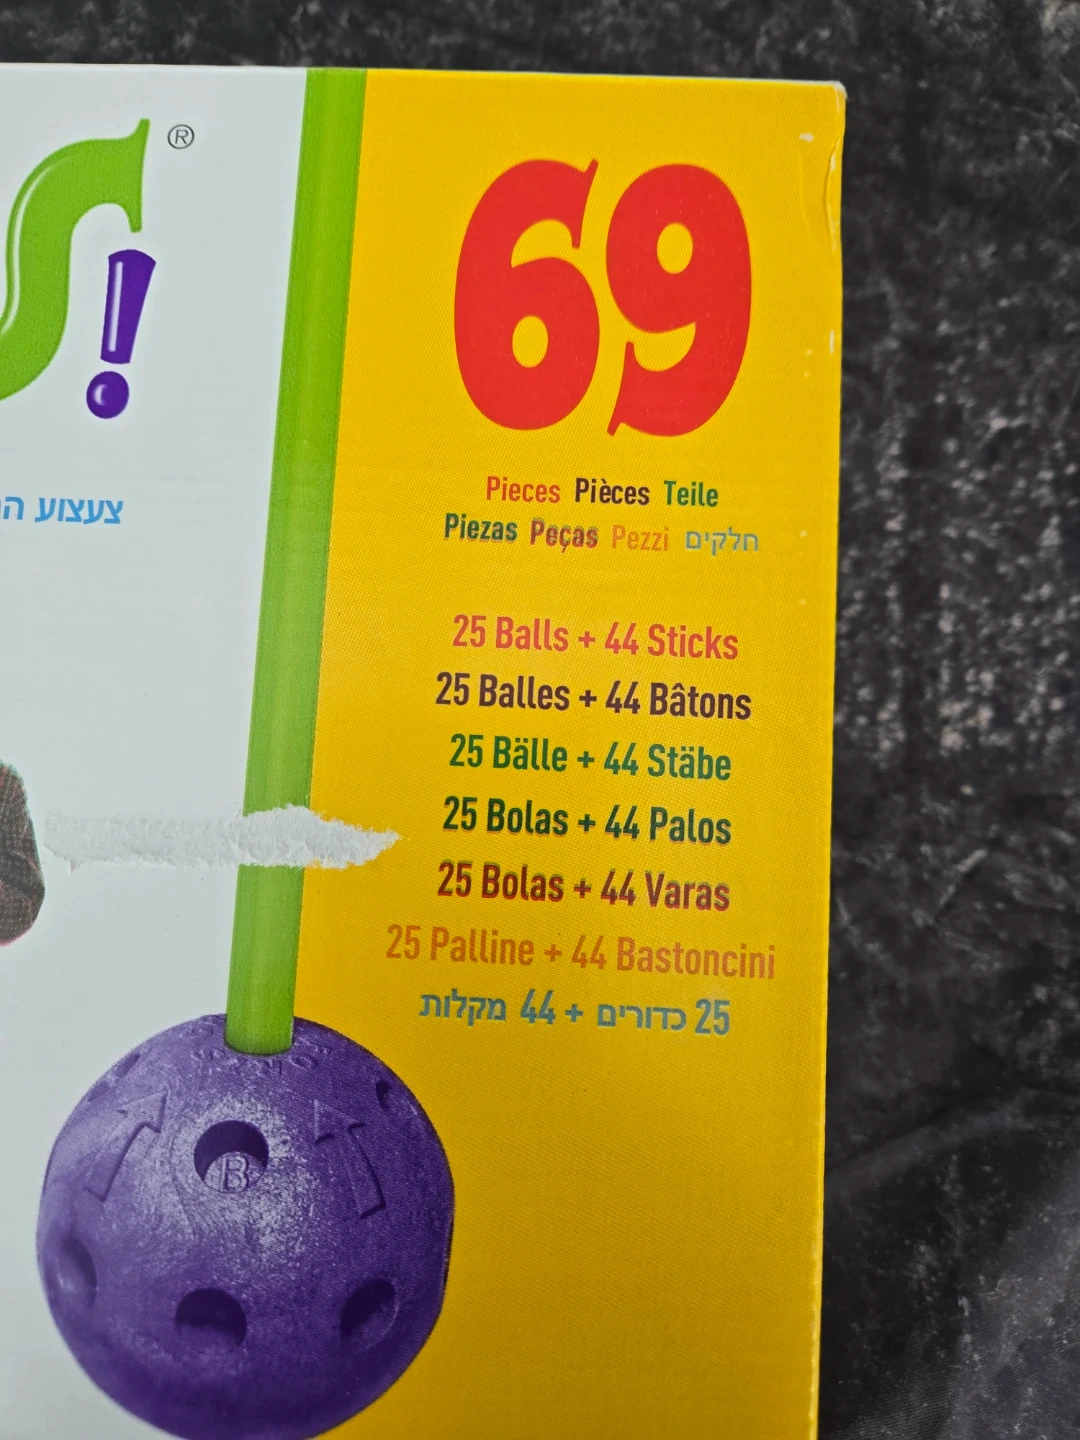 S!®
69
צעצוע
Pieces Pièces Teile
Piezas Peças Pezzi חלקים
25 Balls + 44 Sticks
25 Balles + 44 Bâtons
25 Bälle + 44 Stäbe
25 Bolas + 44 Palos
25 Bolas + 44 Varas
25 Palline + 44 Bastoncini
25 כדורים + 44 מקלות
B